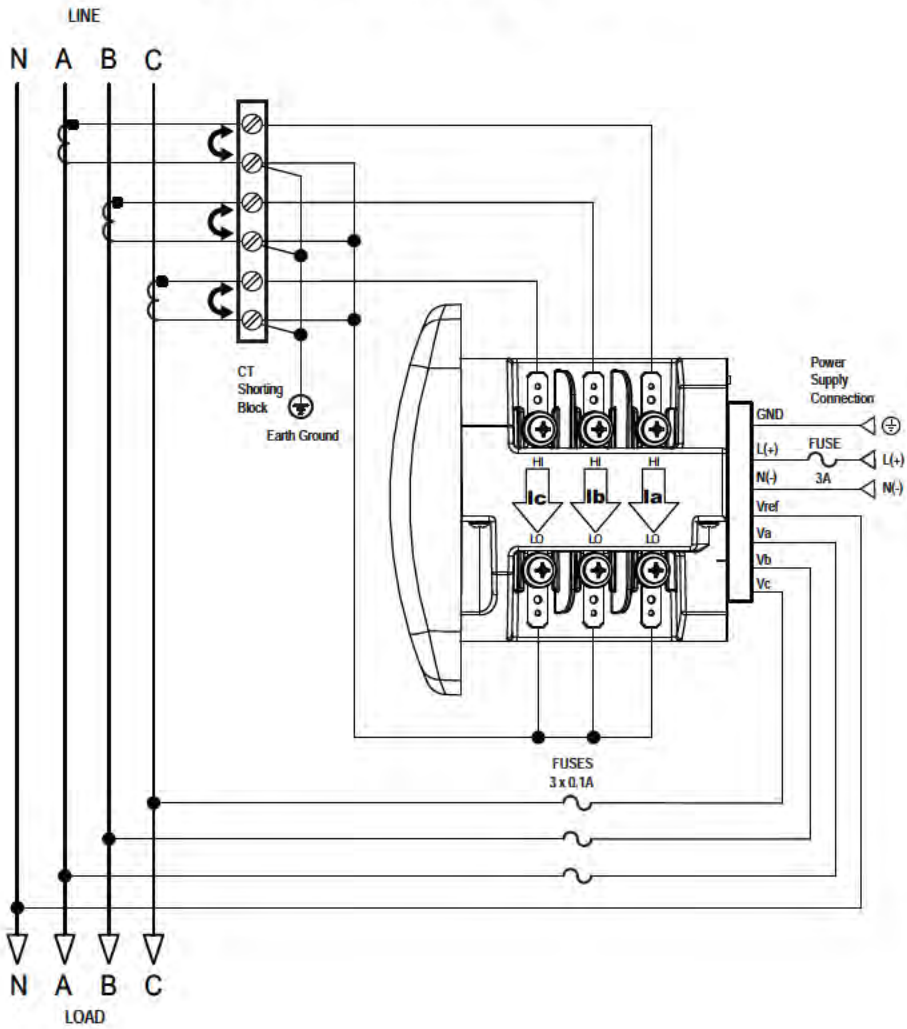 LINE
N A B C
CT
Shorting
Block
Earth Ground
Power
Supply
Connection
GND
L(+)
FUSE
3A
L(+)
N(-)
N(-)
Vref
Va
Vb
Vc
HI HI HI
Ic Ib Ia
LO LO LO
FUSES
3 x 0,1A
N A B C
LOAD